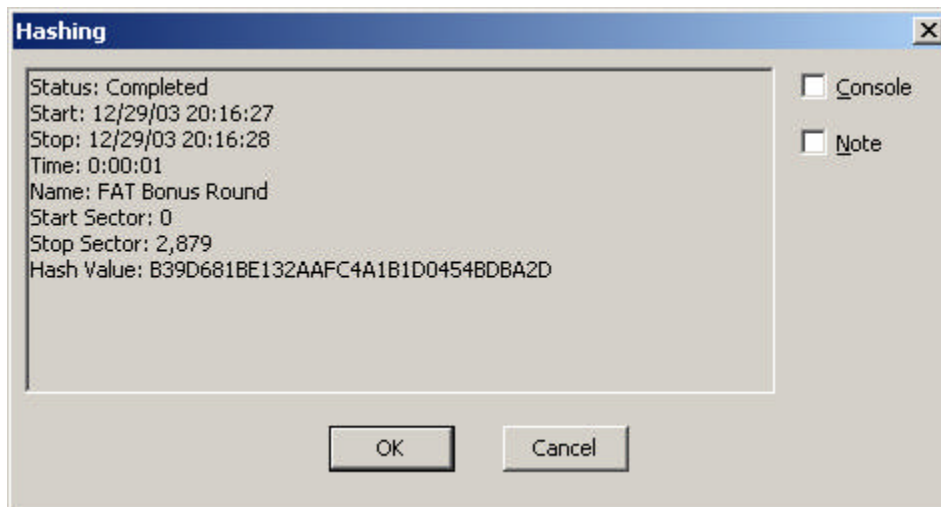 Hashing
Status: Completed
Start: 12/29/03 20:16:27
Stop: 12/29/03 20:16:28
Time: 0:00:01
Name: FAT Bonus Round
Start Sector: 0
Stop Sector: 2,879
Hash Value: B39D681BE132AAFC4A1B1D0454BDBA2D
Console
Note
OK
Cancel